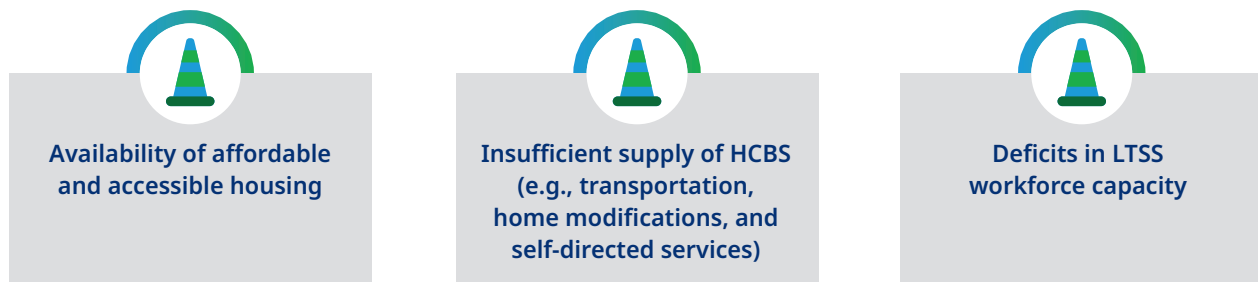 Availability of affordable
and accessible housing
Insufficient supply of HCBS
(e.g., transportation,
home modifications, and
self-directed services)
Deficits in LTSS
workforce capacity